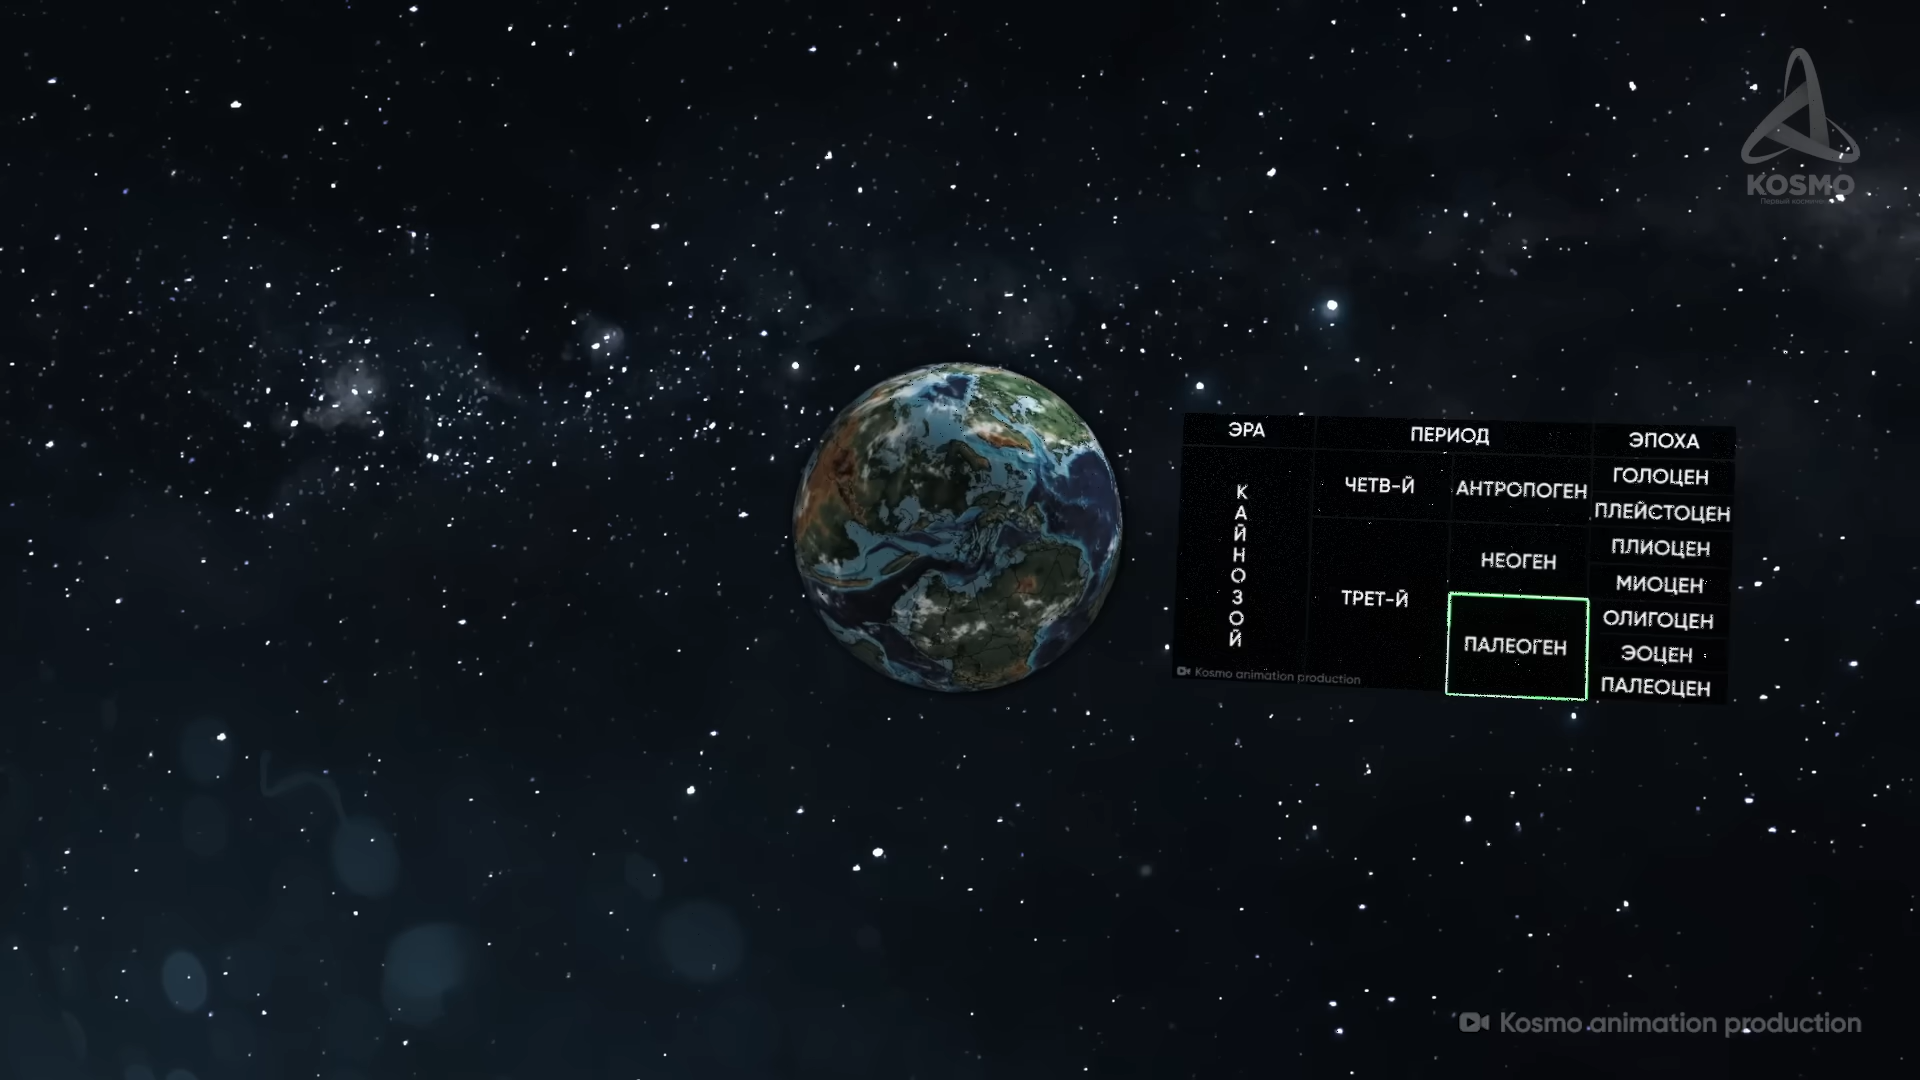 KOSMO
ЭРА ПЕРИОД ЭПОХА
КАЙНОЗОЙ
ЧЕТВ-Й
АНТРОПОГЕН
ТРЕТ-Й
НЕОГЕН
ПАЛЕОГЕН
ГОЛОЦЕН
ПЛЕЙСТОЦЕН
ПЛИОЦЕН
МИОЦЕН
ОЛИГОЦЕН
ЭОЦЕН
ПАЛЕОЦЕН
Kosmo animation production
Kosmo animation production